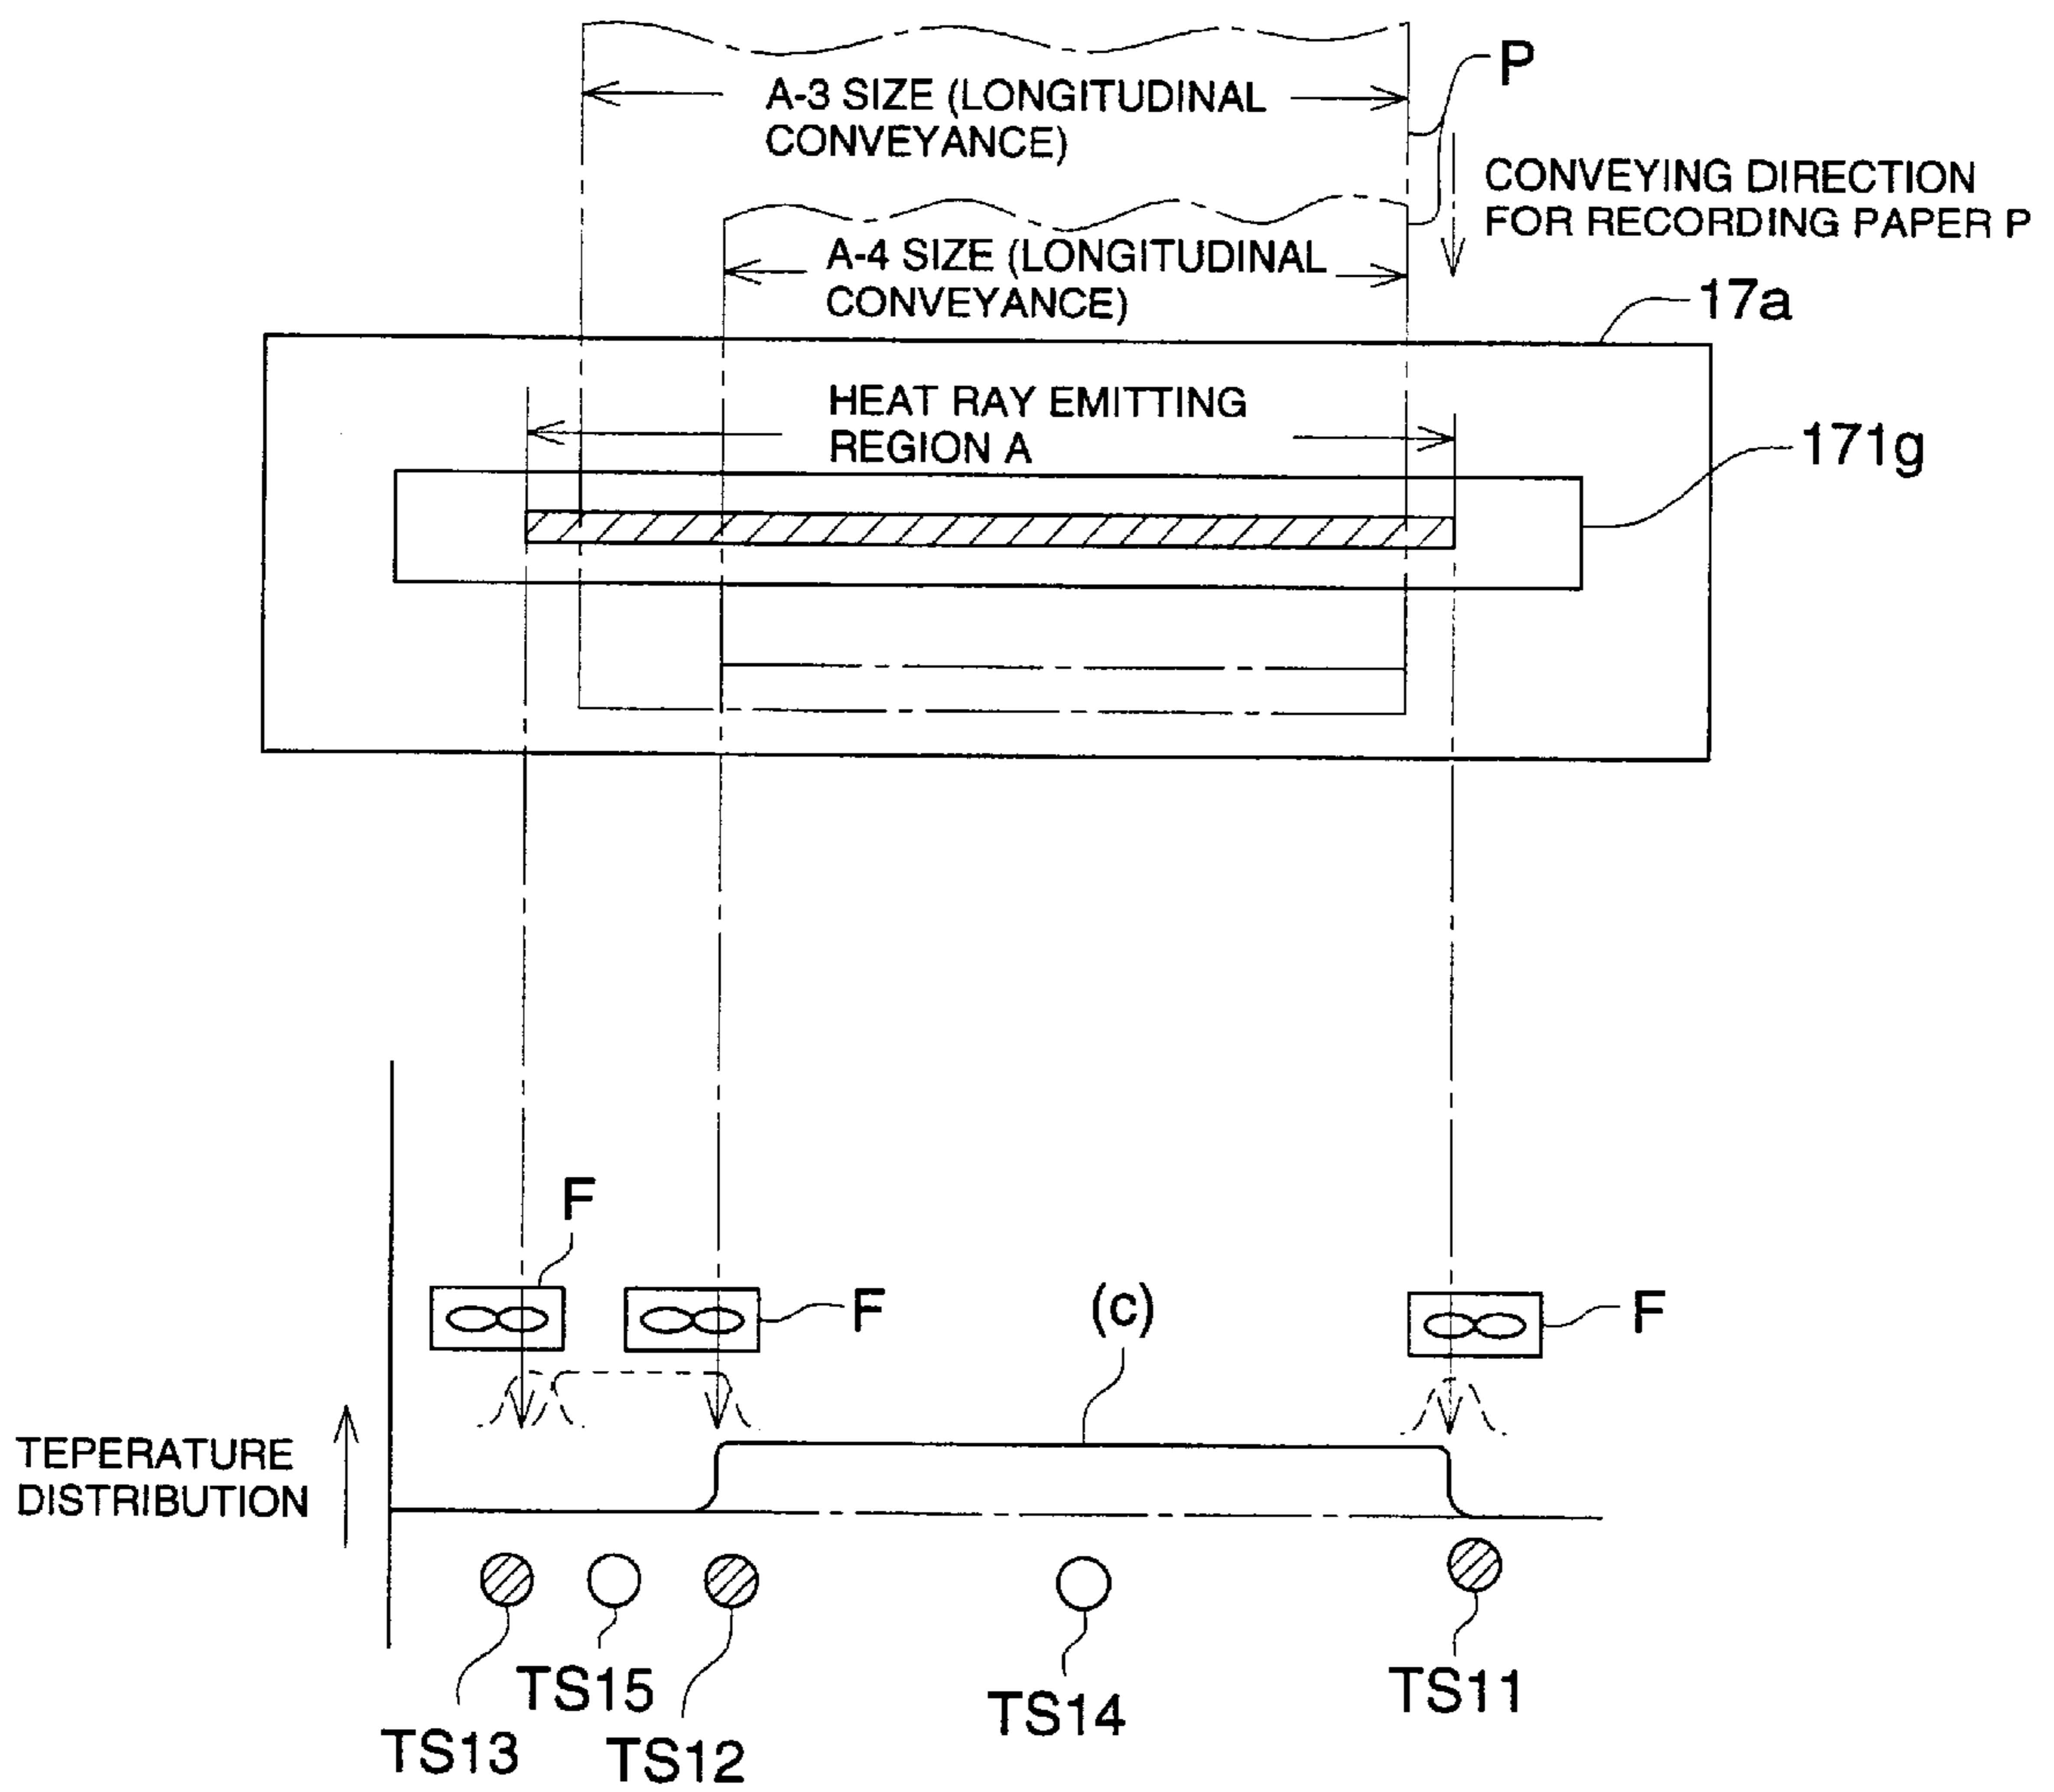 A-3 SIZE (LONGITUDINAL
CONVEYANCE)
P
CONVEYING DIRECTION
FOR RECORDING PAPER P
A-4 SIZE (LONGITUDINAL
CONVEYANCE)
17a
HEAT RAY EMITTING
REGION A
171g
F
F
(c)
F
TEPERATURE
DISTRIBUTION
TS15
TS11
TS13
TS12
TS14